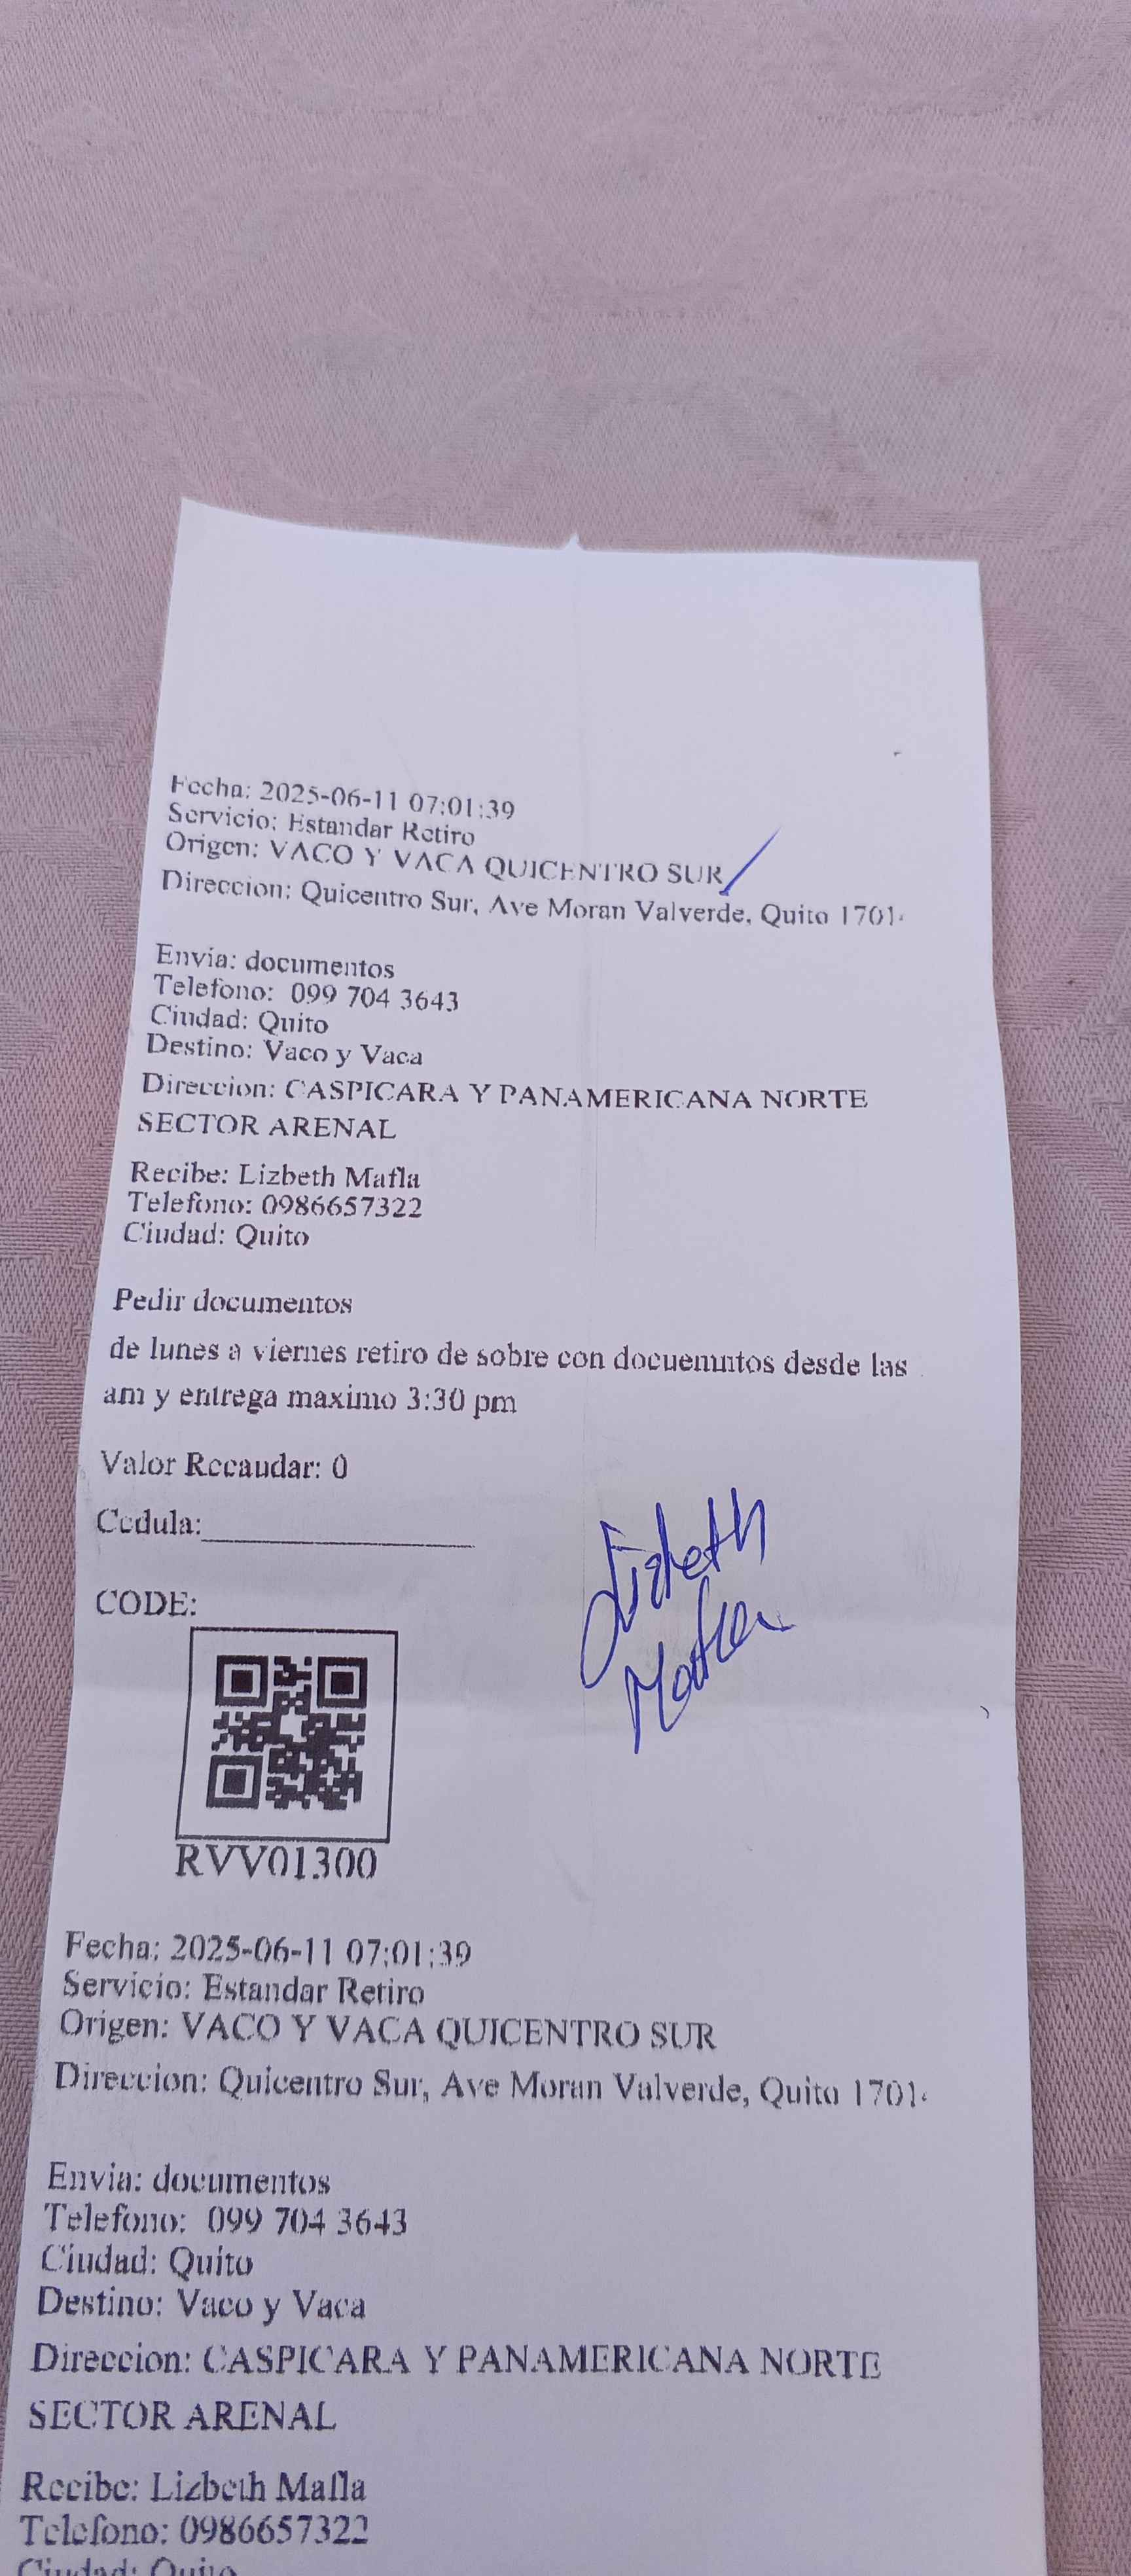 Fecha: 2025-06-11 07:01:39
Servicio: Estandar Retiro
Origen: VACO Y VACA QUICENTRO SUR
Direccion: Quicentro Sur, Ave Moran Valverde, Quito 1701
Envia: documentos
Telefono: 099 704 3643
Ciudad: Quito
Destino: Vaco y Vaca
Direccion: CASPICARA Y PANAMERICANA NORTE
SECTOR ARENAL
Recibe: Lizbeth Mafla
Telefono: 0986657322
Ciudad: Quito
Pedir documentos
de lunes a viernes retiro de sobre con docuemntos desde las
am y entrega maximo 3:30 pm
Valor Recaudar: 0
Cedula:
Lizbeth
Mafla
CODE:
RVV01300
Fecha: 2025-06-11 07:01:39
Servicio: Estandar Retiro
Origen: VACO Y VACA QUICENTRO SUR
Direccion: Quicentro Sur, Ave Moran Valverde, Quito 1701
Envia: documentos
Telefono: 099 704 3643
Ciudad: Quito
Destino: Vaco y Vaca
Direccion: CASPICARA Y PANAMERICANA NORTE
SECTOR ARENAL
Recibe: Lizbeth Mafla
Telefono: 0986657322
Ciudad: Quito